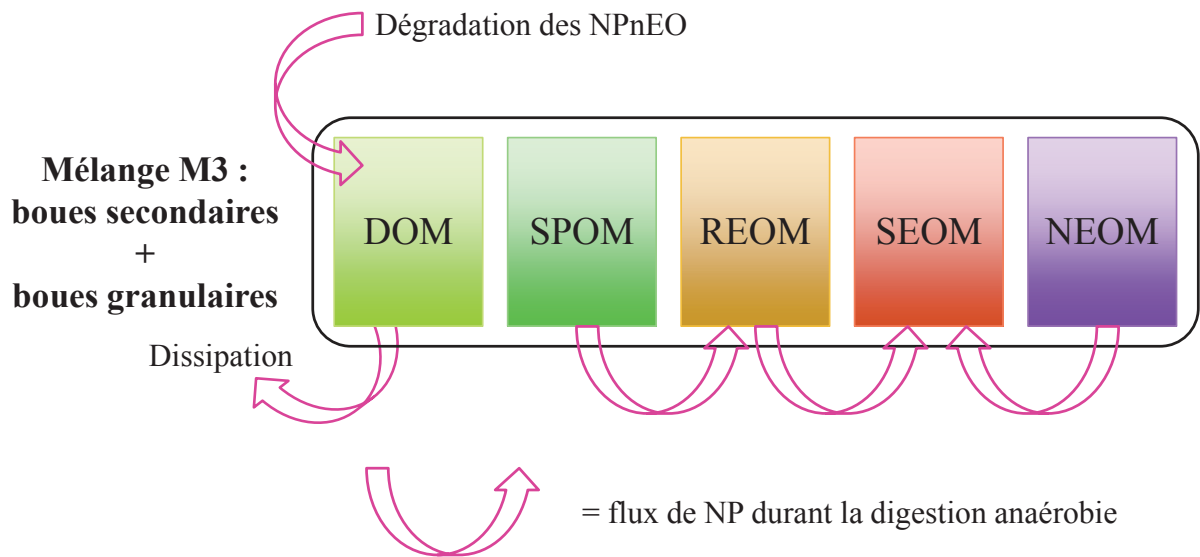 Dégradation des NPnEO
Mélange M3 :
boues secondaires
+
boues granulaires
DOM
SPOM
REOM
SEOM
NEOM
Dissipation
= flux de NP durant la digestion anaérobie